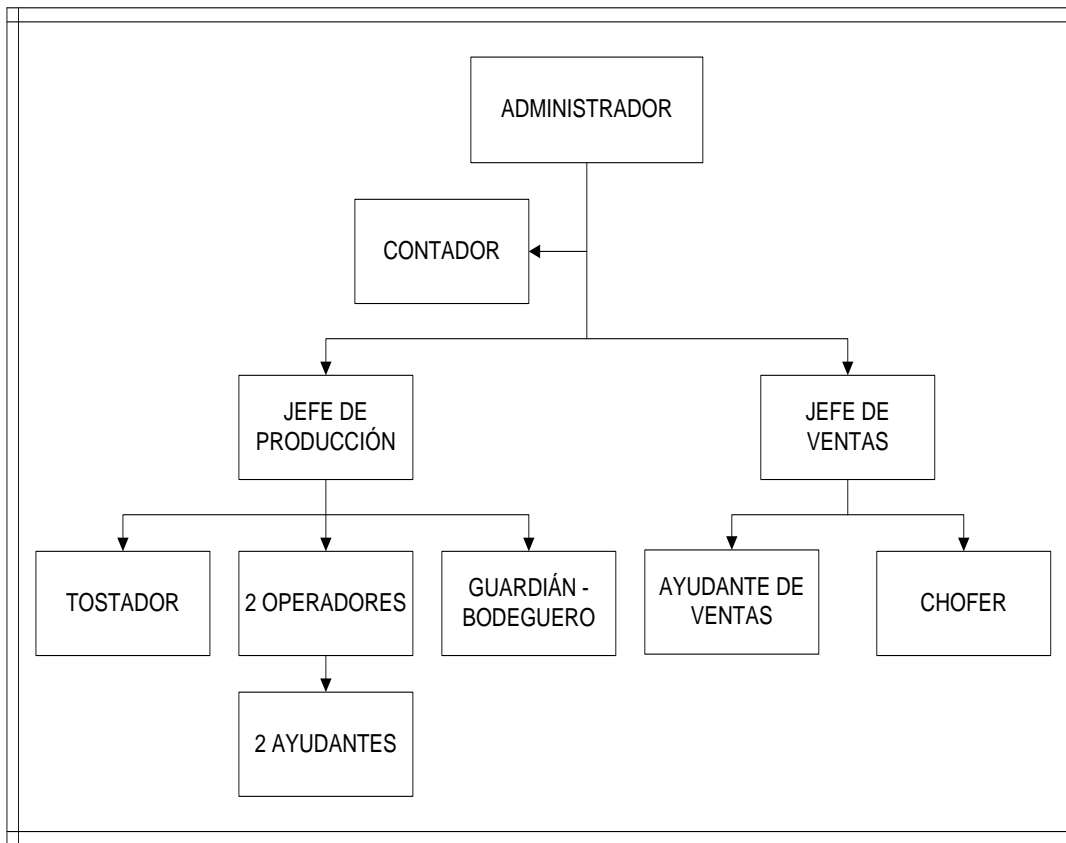 ADMINISTRADOR
CONTADOR
JEFE DE
PRODUCCIÓN
JEFE DE
VENTAS
TOSTADOR
2 OPERADORES
GUARDIÁN -
BODEGUERO
AYUDANTE DE
VENTAS
CHOFER
2 AYUDANTES